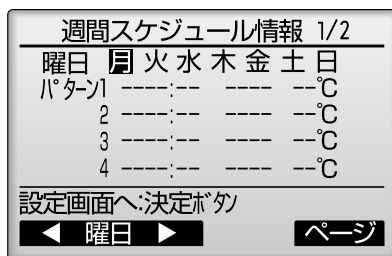 週間スケジュール情報 1/2
曜日 月 火 水 木 金 土 日
パターン1 ----:-- ---- --℃
2 ----:-- ---- --℃
3 ----:-- ---- --℃
4 ----:-- ---- --℃
設定画面へ:決定ボタン
◀ 曜日 ▶ ページ